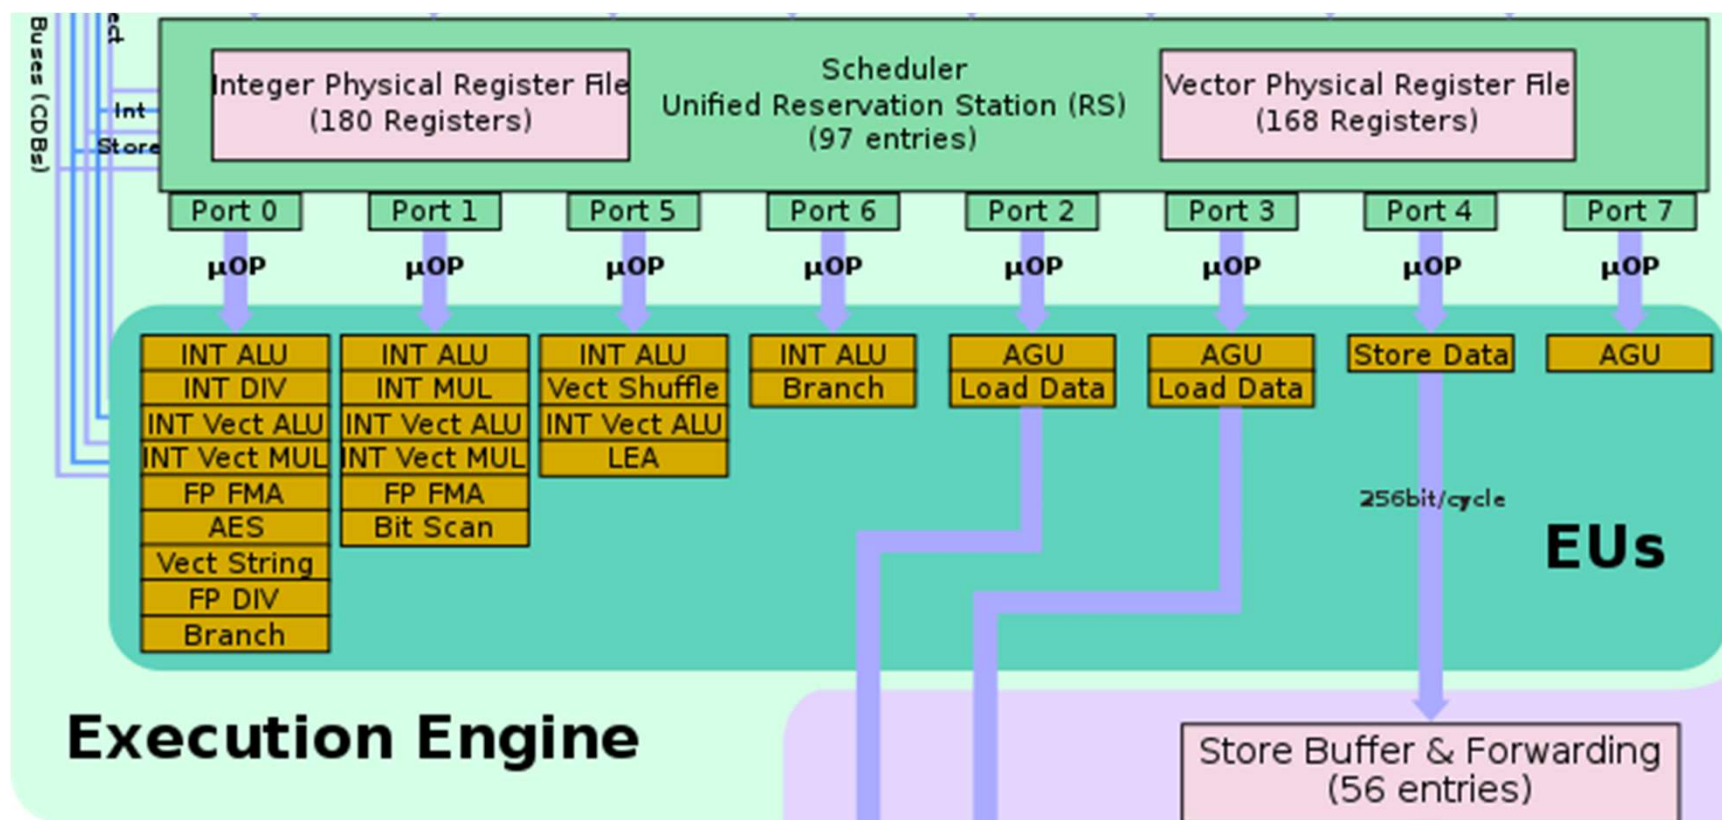 Buses (CDBs)
ect
Int
Store
Integer Physical Register File
(180 Registers)
Scheduler
Unified Reservation Station (RS)
(97 entries)
Vector Physical Register File
(168 Registers)
Port 0
Port 1
Port 5
Port 6
Port 2
Port 3
Port 4
Port 7
µOP
µOP
µOP
µOP
µOP
µOP
µOP
µOP
INT ALU
INT DIV
INT Vect ALU
INT Vect MUL
FP FMA
AES
Vect String
FP DIV
Branch
INT ALU
INT MUL
INT Vect ALU
INT Vect MUL
FP FMA
Bit Scan
INT ALU
Vect Shuffle
INT Vect ALU
LEA
INT ALU
Branch
AGU
Load Data
AGU
Load Data
Store Data
AGU
256bit/cycle
EUs
Execution Engine
Store Buffer & Forwarding
(56 entries)